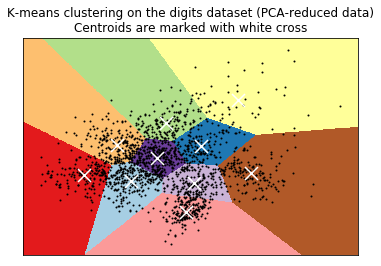 K-means clustering on the digits dataset (PCA-reduced data)
Centroids are marked with white cross